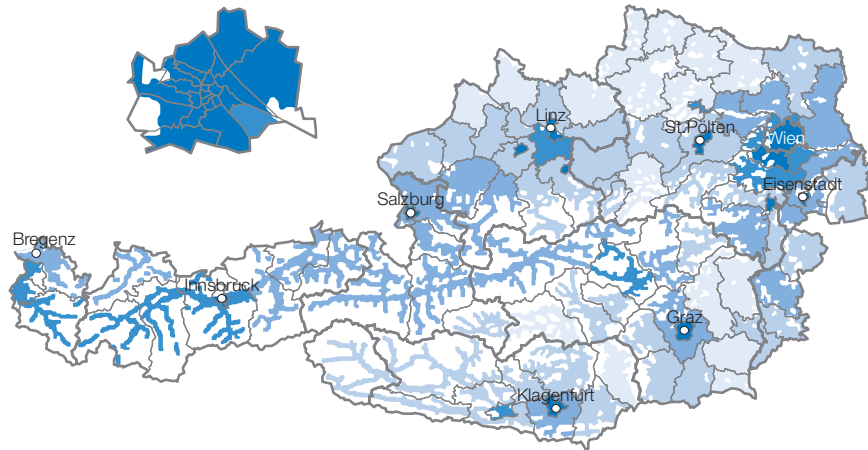 Linz
St.Pölten
Wien
Eisenstadt
Salzburg
Bregenz
Innsbruck
Graz
Klagenfurt